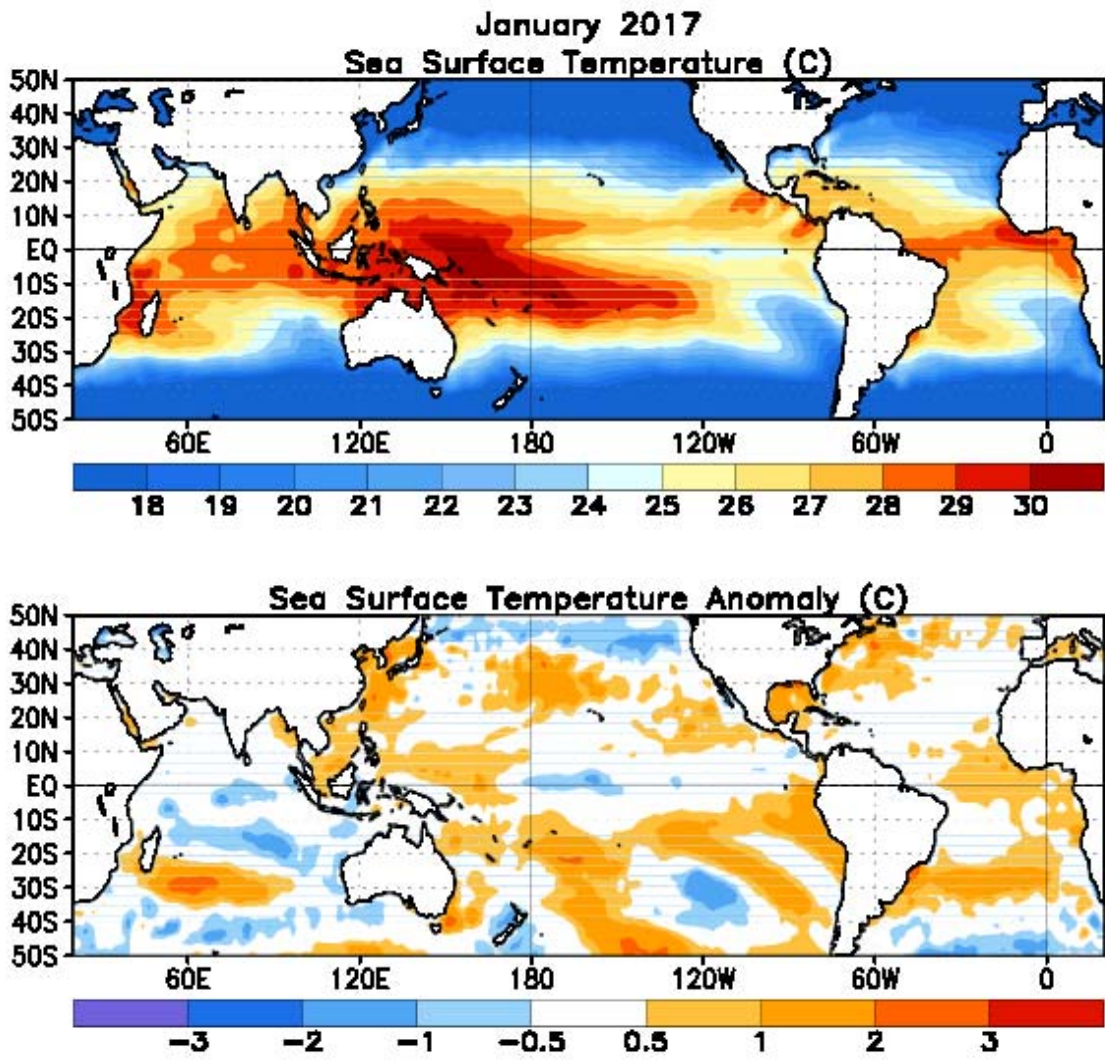 January 2017
Sea Surface Temperature (C)
50N
40N
30N
20N
10N
EQ
10S
20S
30S
40S
50S
60E 120E 180 120W 60W 0
18 19 20 21 22 23 24 25 26 27 28 29 30
Sea Surface Temperature Anomaly (C)
50N
40N
30N
20N
10N
EQ
10S
20S
30S
40S
50S
60E 120E 180 120W 60W 0
-3 -2 -1 -0.5 0.5 1 2 3